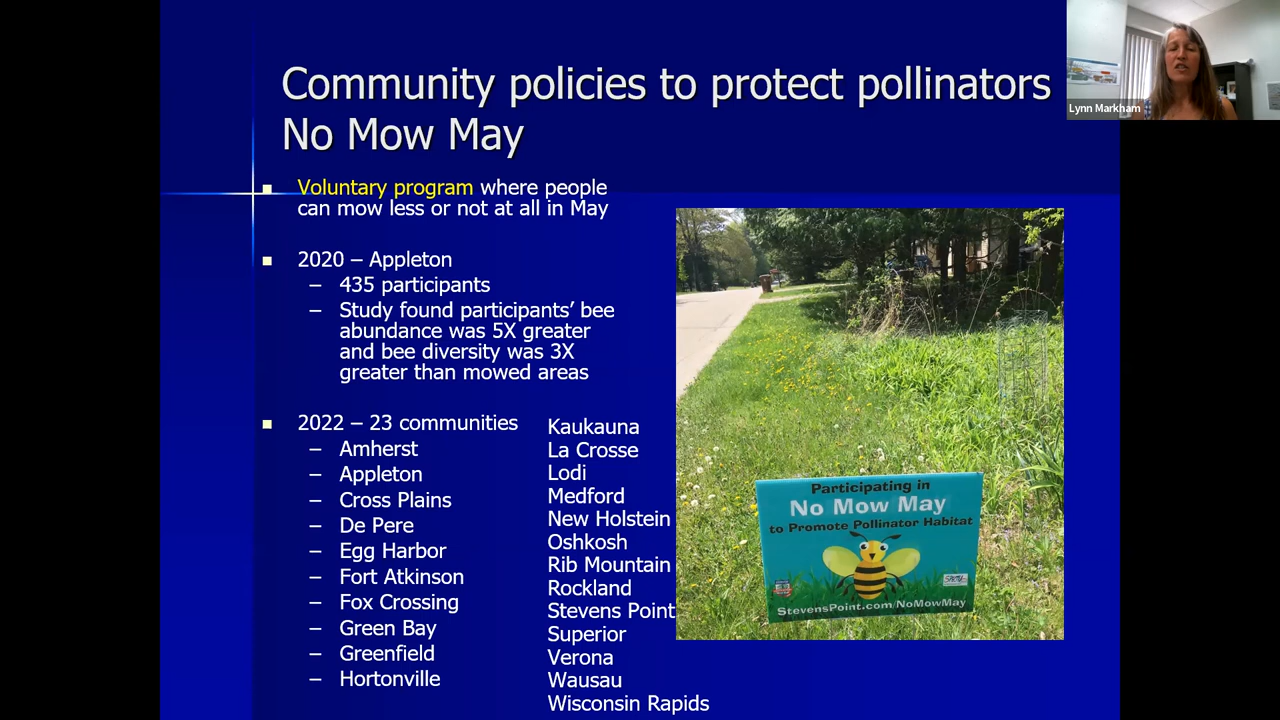 Community policies to protect pollinators
No Mow May
Voluntary program where people
can mow less or not at all in May
2020 – Appleton
– 435 participants
– Study found participants’ bee
abundance was 5X greater
and bee diversity was 3X
greater than mowed areas
2022 – 23 communities
– Amherst
– Appleton
– Cross Plains
– De Pere
– Egg Harbor
– Fort Atkinson
– Fox Crossing
– Green Bay
– Greenfield
– Hortonville
Kaukauna
La Crosse
Lodi
Medford
New Holstein
Oshkosh
Rib Mountain
Rockland
Stevens Point
Superior
Verona
Wausau
Wisconsin Rapids
Participating in
No Mow May
to Promote Pollinator Habitat
StevensPoint.com/NoMowMay
Lynn Markham